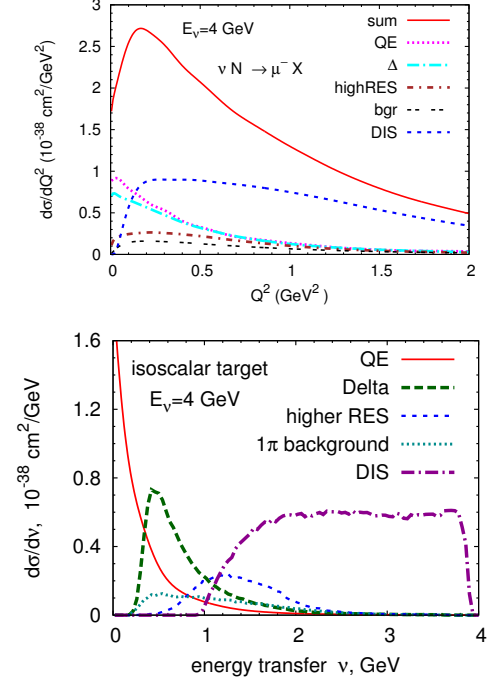 3
2.5
2
1.5
1
0.5
0
0
0.5
1
1.5
2
dσ/dQ² (10⁻³⁸ cm²/GeV²)
Q² (GeV²)
Eν=4 GeV
ν N → μ⁻ X
sum
QE
Δ
highRES
bgr
DIS
1.6
1.2
0.8
0.4
0
0
1
2
3
4
dσ/dν, 10⁻³⁸ cm²/GeV
energy transfer ν, GeV
isoscalar target
Eν=4 GeV
QE
Delta
higher RES
1π background
DIS